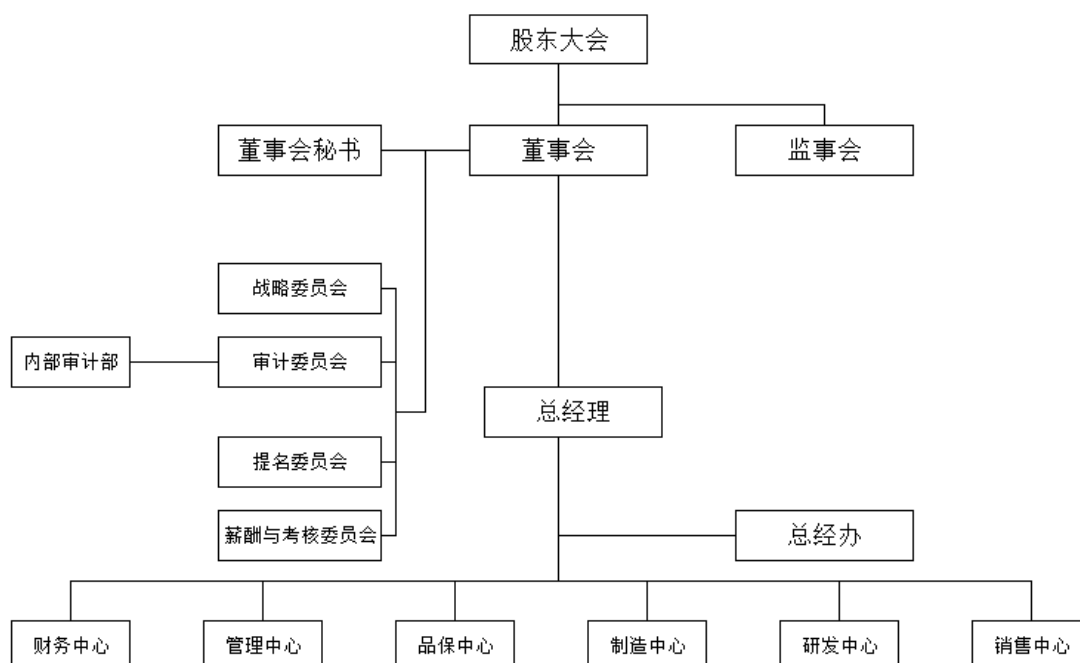 股东大会
董事会秘书
董事会
监事会
战略委员会
内部审计部
审计委员会
总经理
提名委员会
薪酬与考核委员会
总经办
财务中心
管理中心
品保中心
制造中心
研发中心
销售中心